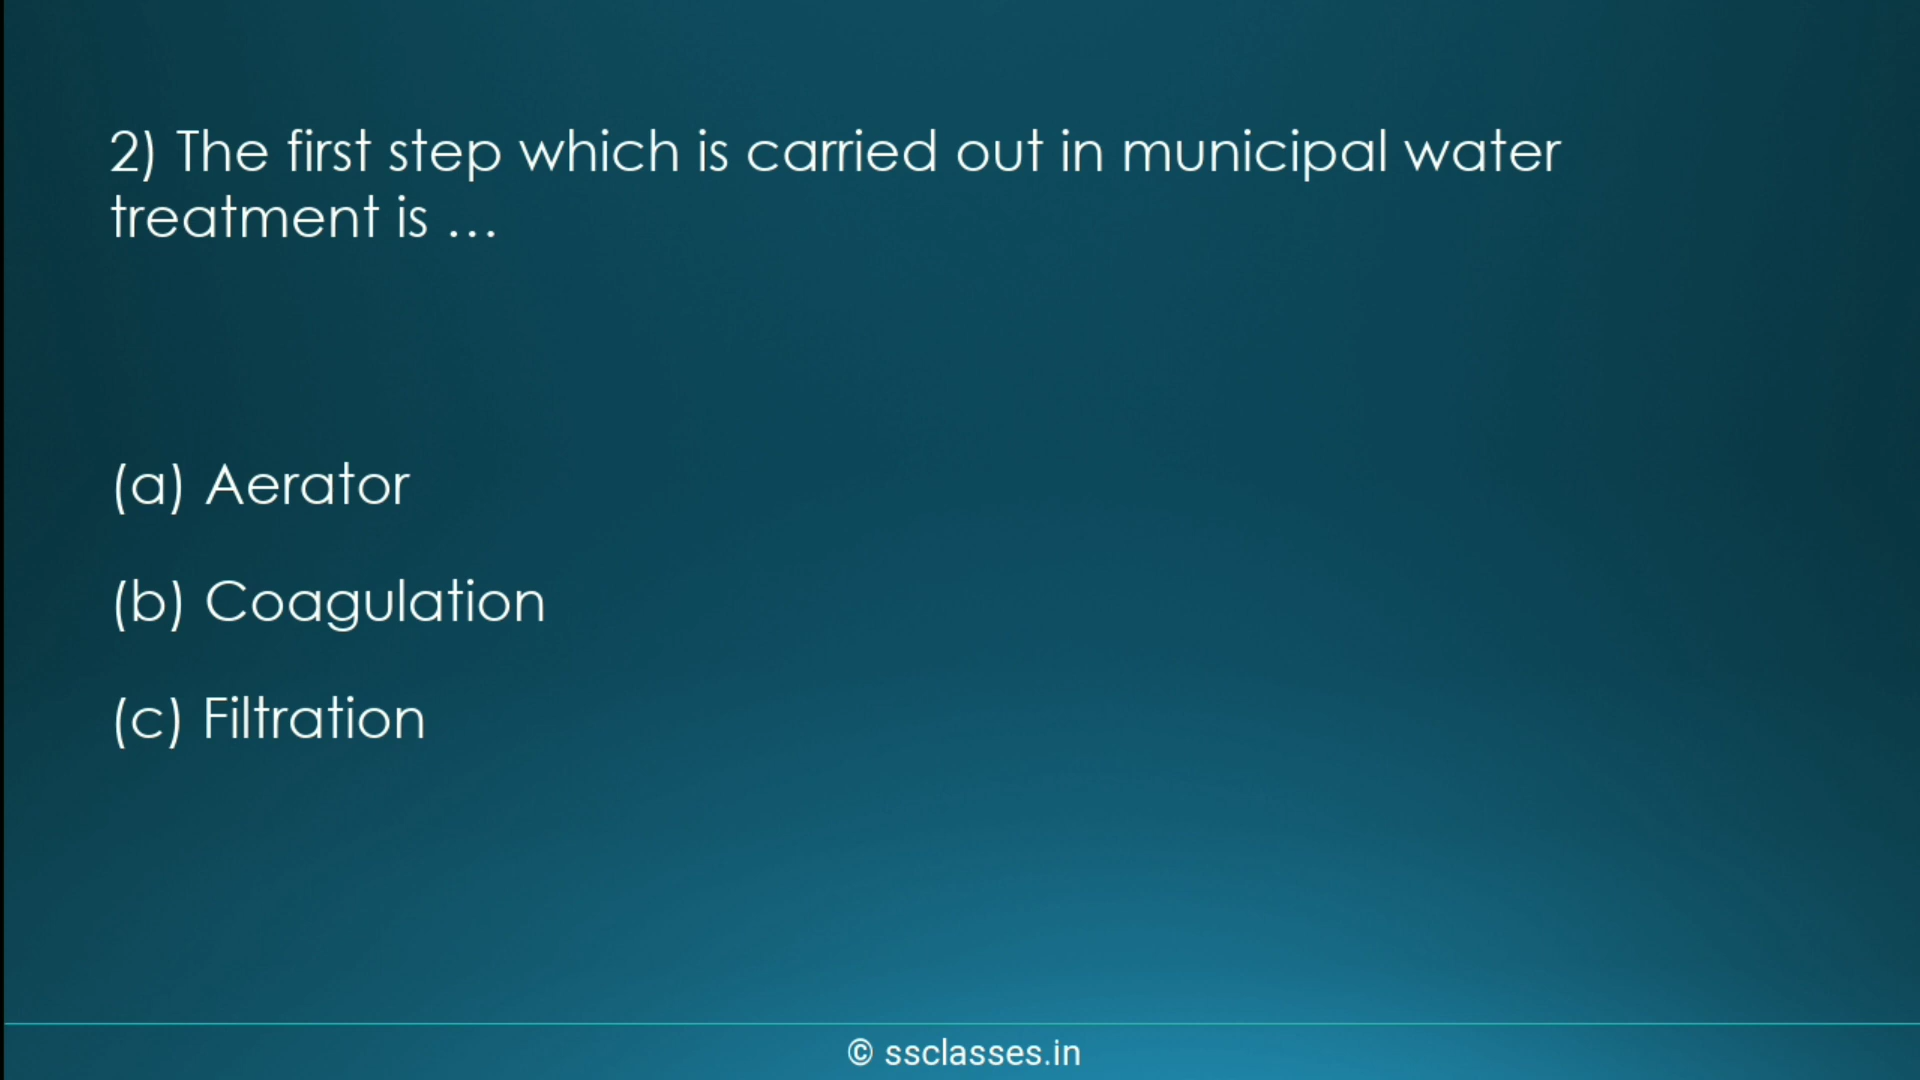 2) The first step which is carried out in municipal water
treatment is …
(a) Aerator
(b) Coagulation
(c) Filtration
© ssclasses.in